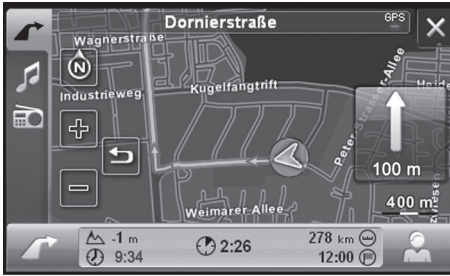 Dornierstraße
GPS
Wagnerstraße
N
Industrieweg
Kugelfangtrift
Peter-Strasser-Allee
100 m
400 m
Weimarer Allee
-1 m
9:34
2:26
278 km
12:00